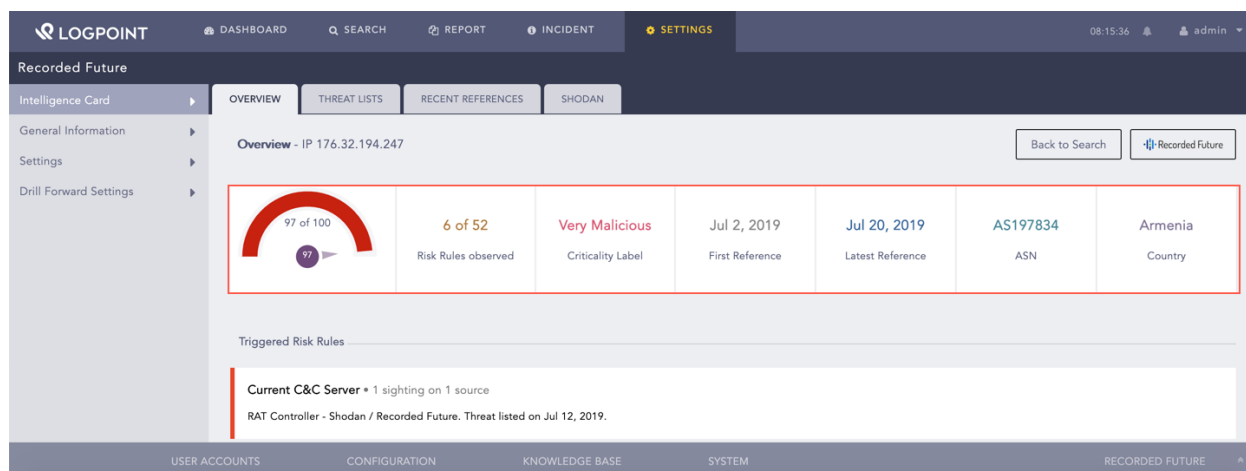 LOGPOINT
DASHBOARD SEARCH REPORT INCIDENT SETTINGS 08:15:36 admin
Recorded Future
Intelligence Card
General Information
Settings
Drill Forward Settings
OVERVIEW THREAT LISTS RECENT REFERENCES SHODAN
Overview - IP 176.32.194.247
Back to Search
Recorded Future
97 of 100
97
6 of 52
Risk Rules observed
Very Malicious
Criticality Label
Jul 2, 2019
First Reference
Jul 20, 2019
Latest Reference
AS197834
ASN
Armenia
Country
Triggered Risk Rules
Current C&C Server • 1 sighting on 1 source
RAT Controller - Shodan / Recorded Future. Threat listed on Jul 12, 2019.
USER ACCOUNTS CONFIGURATION KNOWLEDGE BASE SYSTEM RECORDED FUTURE